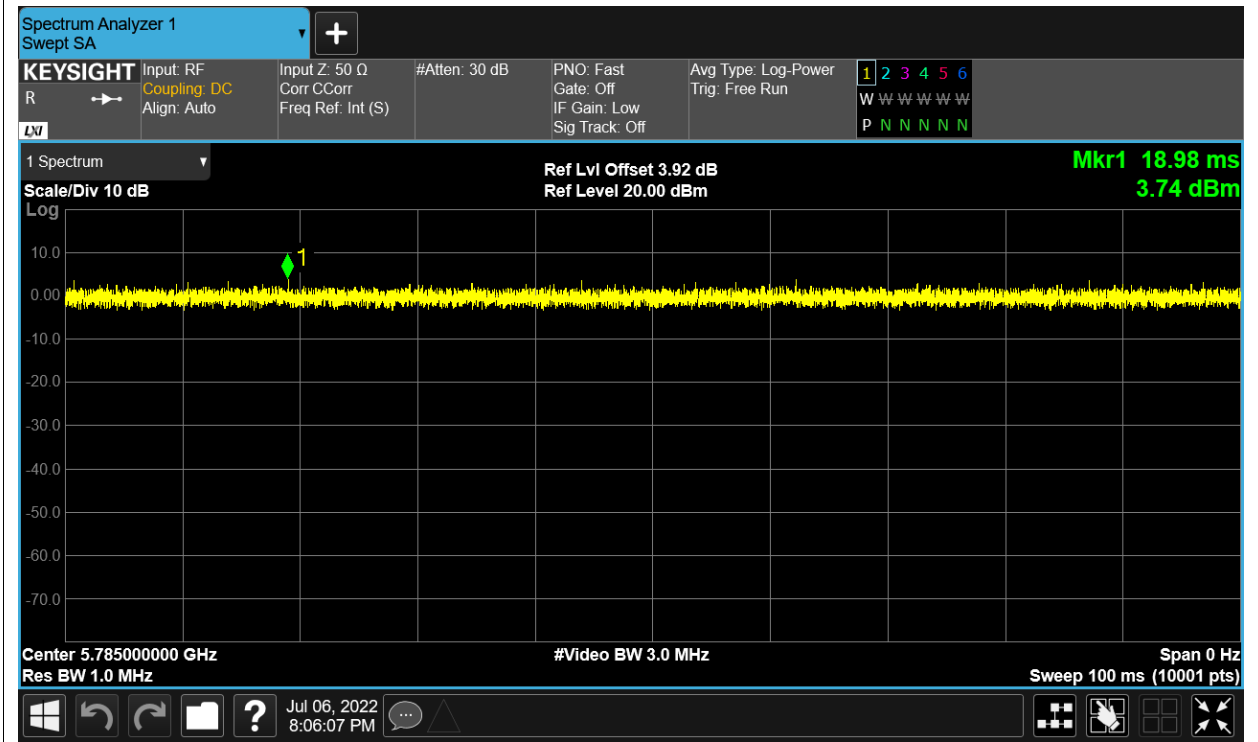 Spectrum Analyzer 1
Swept SA
KEYSIGHT Input: RF Input Z: 50 Ω #Atten: 30 dB PNO: Fast Avg Type: Log-Power 1 2 3 4 5 6
R Coupling: DC Corr CCorr Gate: Off Trig: Free Run W W W W W W
Align: Auto Freq Ref: Int (S) IF Gain: Low
LXI Sig Track: Off P N N N N N
1 Spectrum Ref Lvl Offset 3.92 dB Mkr1 18.98 ms
Scale/Div 10 dB Ref Level 20.00 dBm 3.74 dBm
Log
10.0
1
0.00
-10.0
-20.0
-30.0
-40.0
-50.0
-60.0
-70.0
Center 5.785000000 GHz #Video BW 3.0 MHz Span 0 Hz
Res BW 1.0 MHz Sweep 100 ms (10001 pts)
? Jul 06, 2022
8:06:07 PM